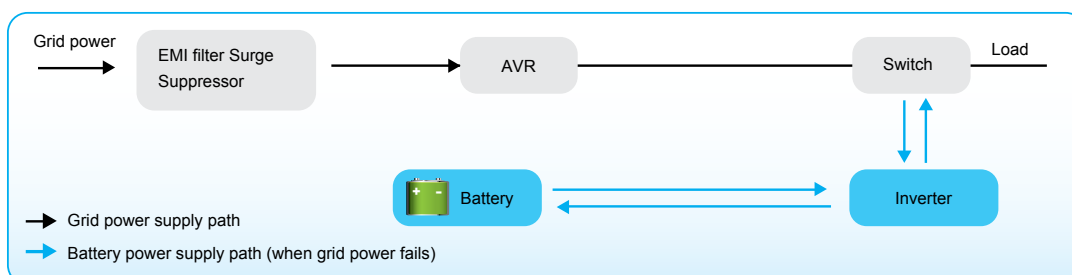 Grid power
EMI filter Surge
Suppressor
AVR
Switch
Load
+ -
Battery
Inverter
Grid power supply path
Battery power supply path (when grid power fails)